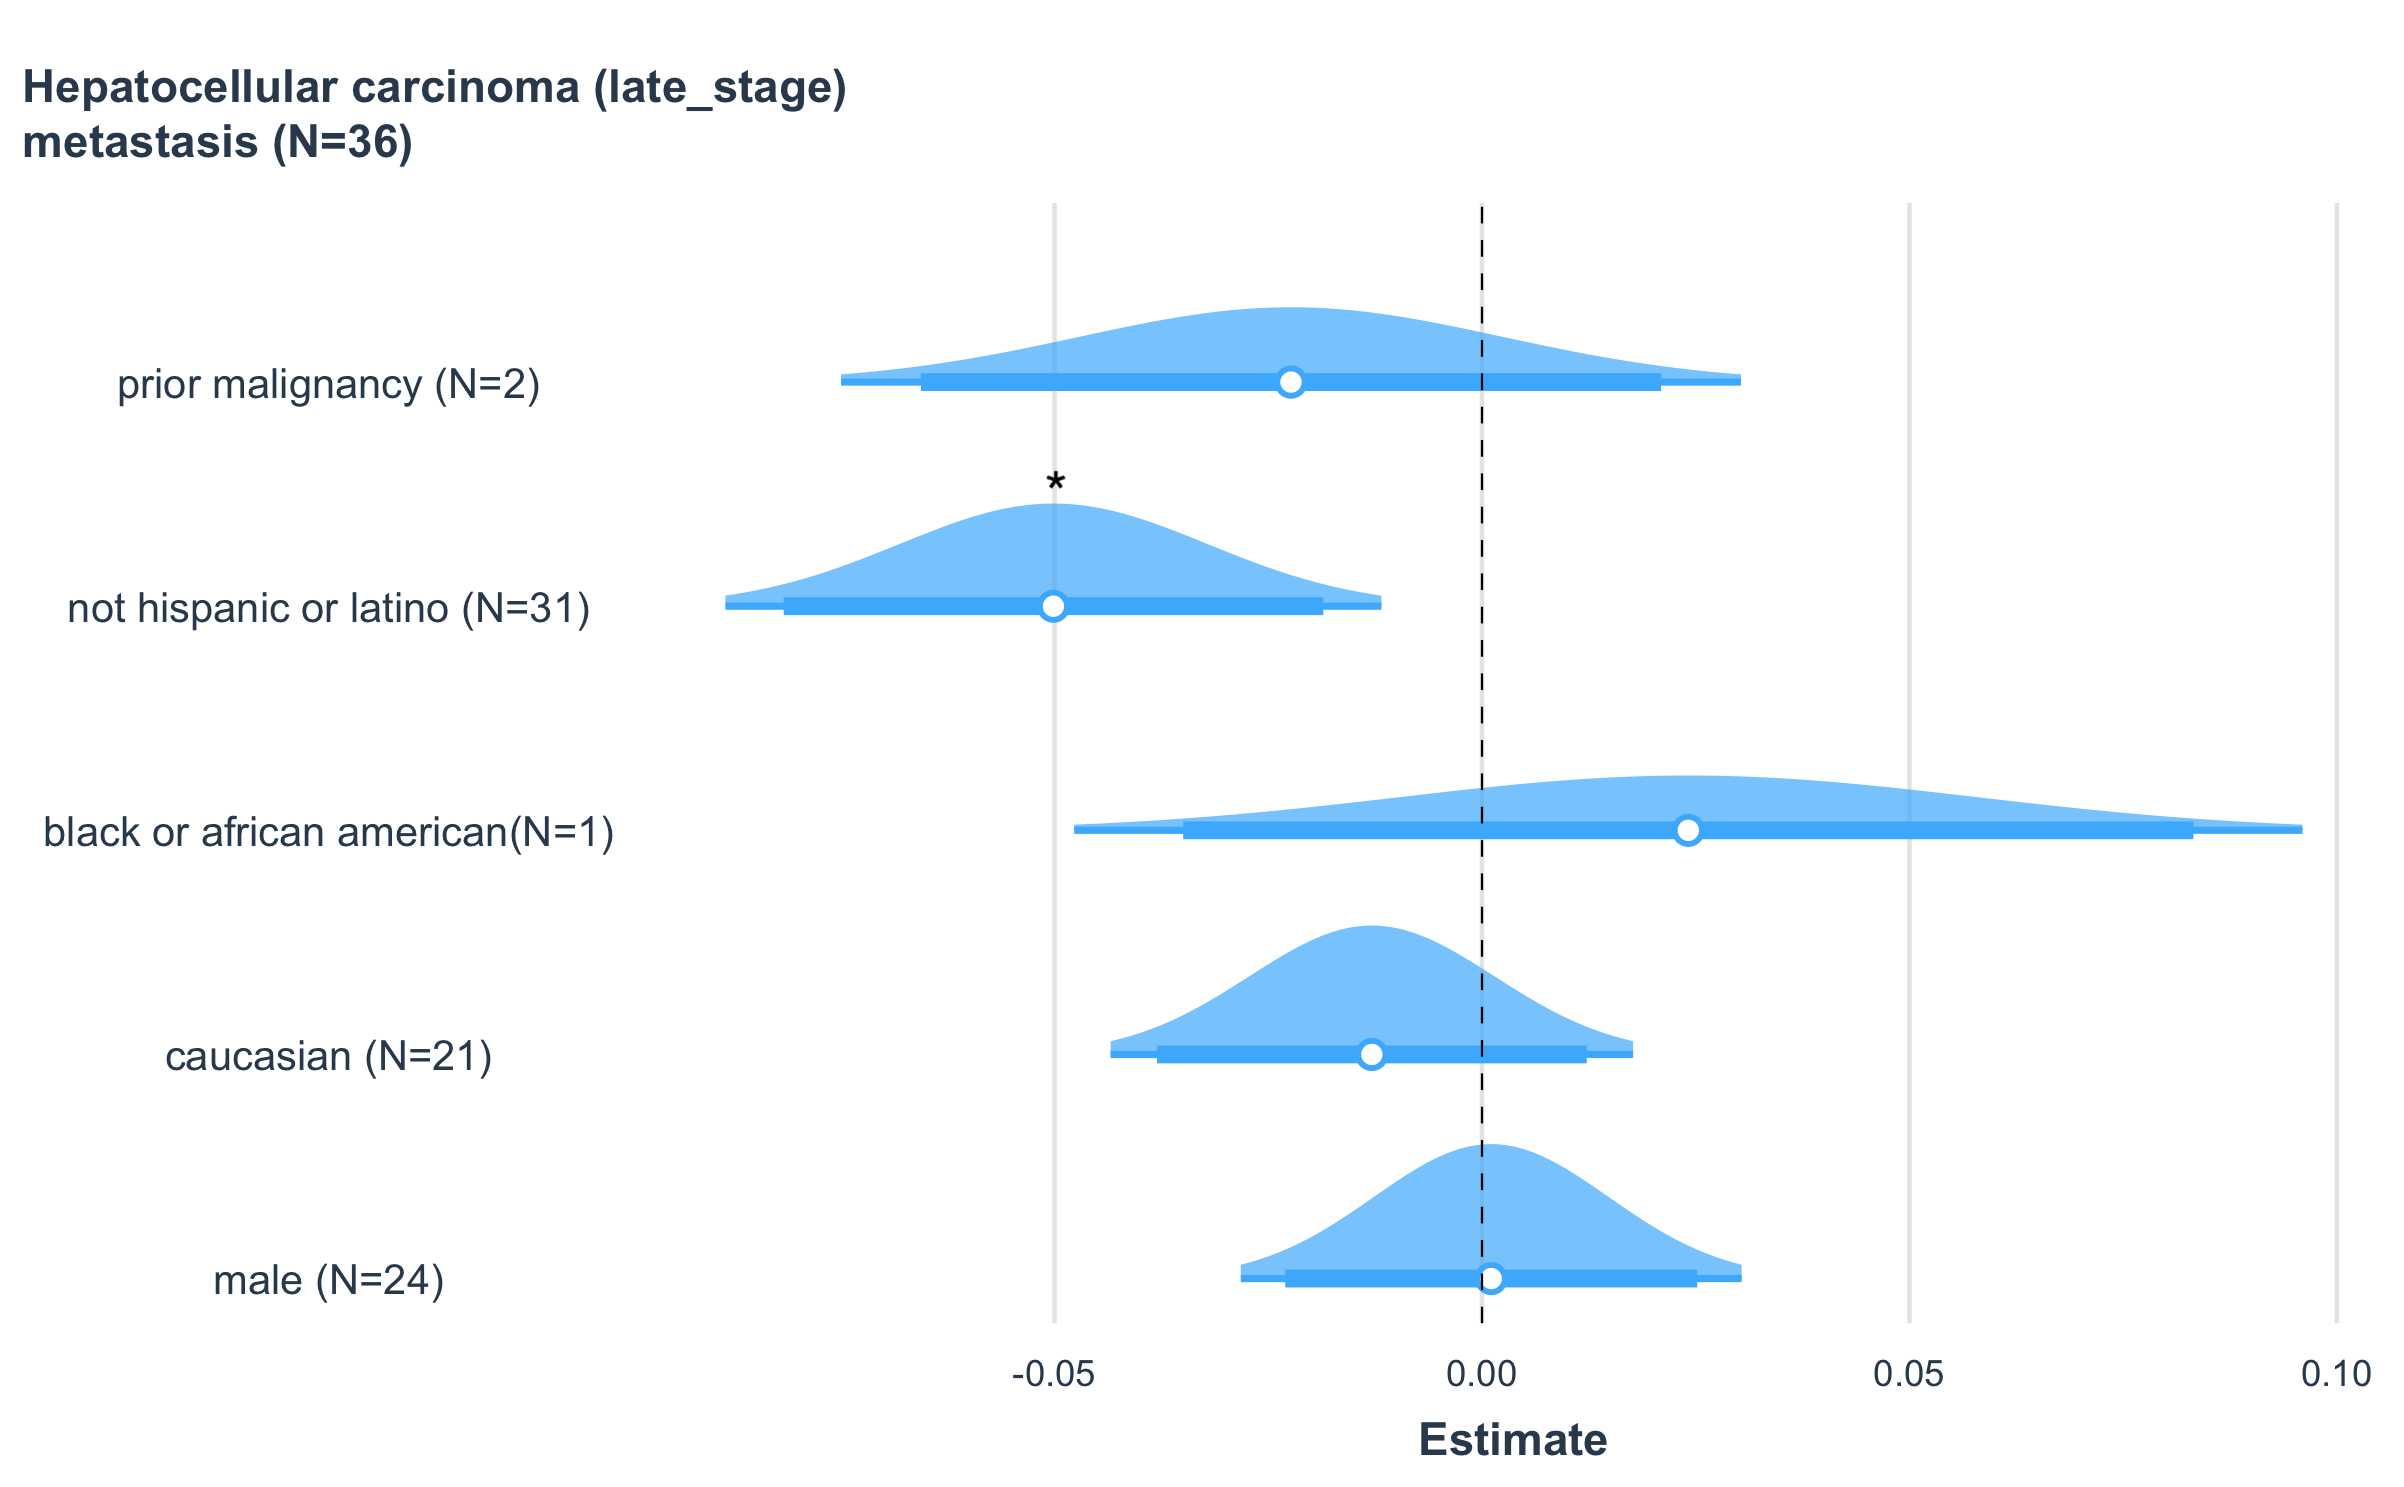 Hepatocellular carcinoma (late_stage)
metastasis (N=36)
prior malignancy (N=2)
*
not hispanic or latino (N=31)
black or african american(N=1)
caucasian (N=21)
male (N=24)
-0.05 0.00 0.05 0.10
Estimate